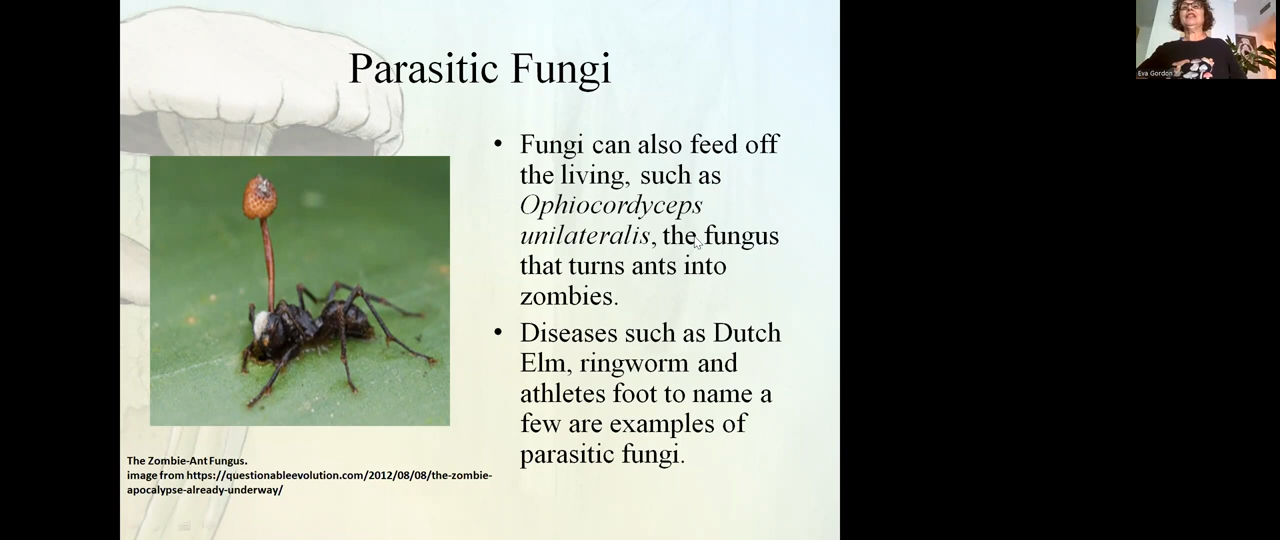 Parasitic Fungi
• Fungi can also feed off
the living, such as
Ophiocordyceps
unilateralis, the fungus
that turns ants into
zombies.
• Diseases such as Dutch
Elm, ringworm and
athletes foot to name a
few are examples of
parasitic fungi.
The Zombie-Ant Fungus.
image from https://questionableevolution.com/2012/08/08/the-zombie-
apocalypse-already-underway/
Eva Gordon